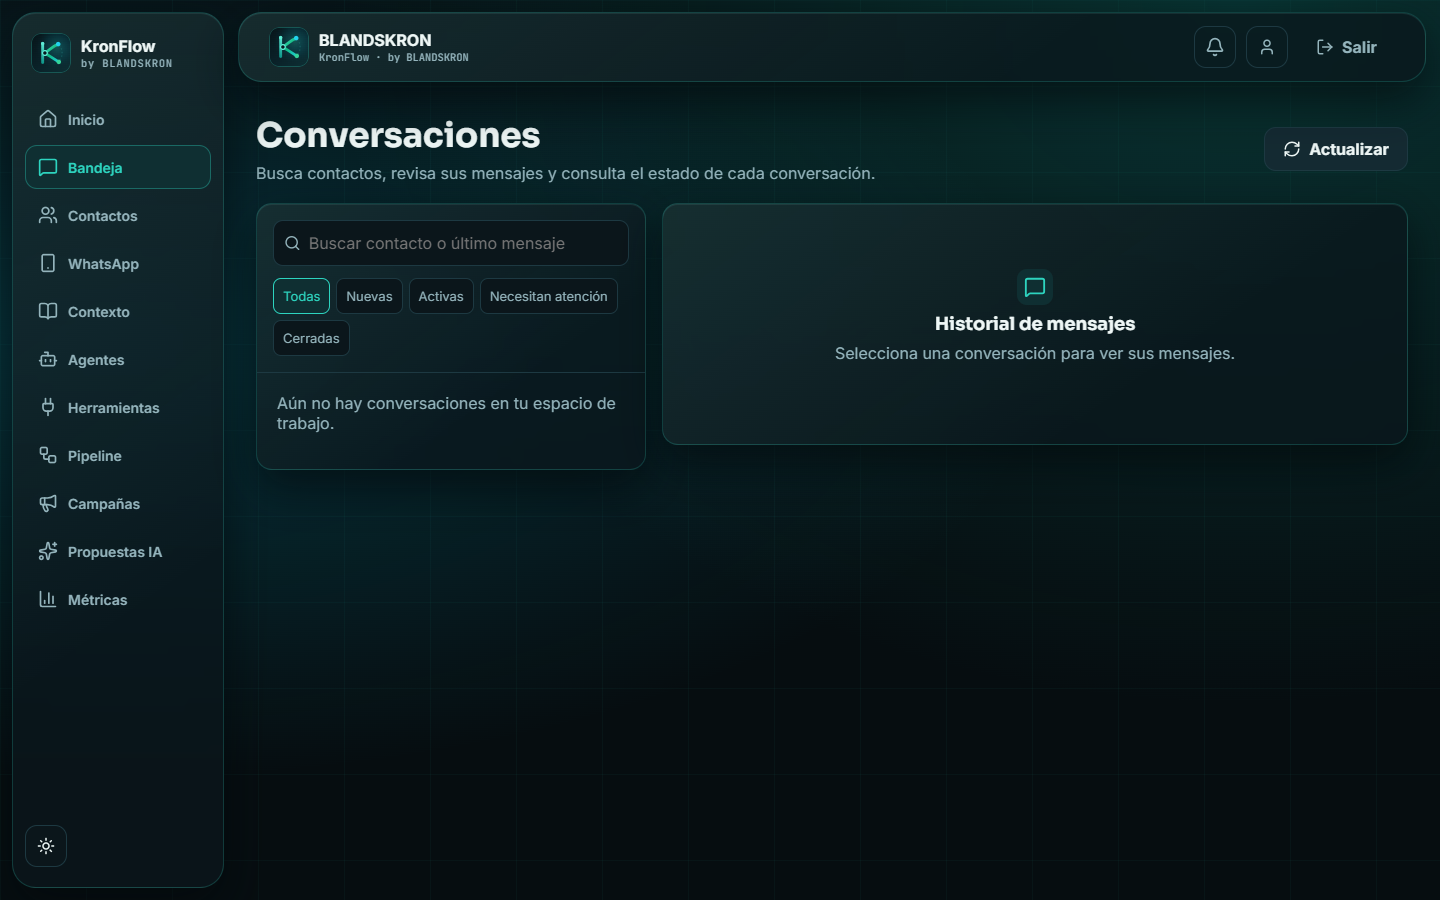 KronFlow
by BLANDSKRON
Inicio
Bandeja
Contactos
WhatsApp
Contexto
Agentes
Herramientas
Pipeline
Campañas
Propuestas IA
Métricas
BLANDSKRON
KronFlow · by BLANDSKRON
Salir
Conversaciones
Busca contactos, revisa sus mensajes y consulta el estado de cada conversación.
Actualizar
Buscar contacto o último mensaje
Todas Nuevas Activas Necesitan atención
Cerradas
Aún no hay conversaciones en tu espacio de
trabajo.
Historial de mensajes
Selecciona una conversación para ver sus mensajes.